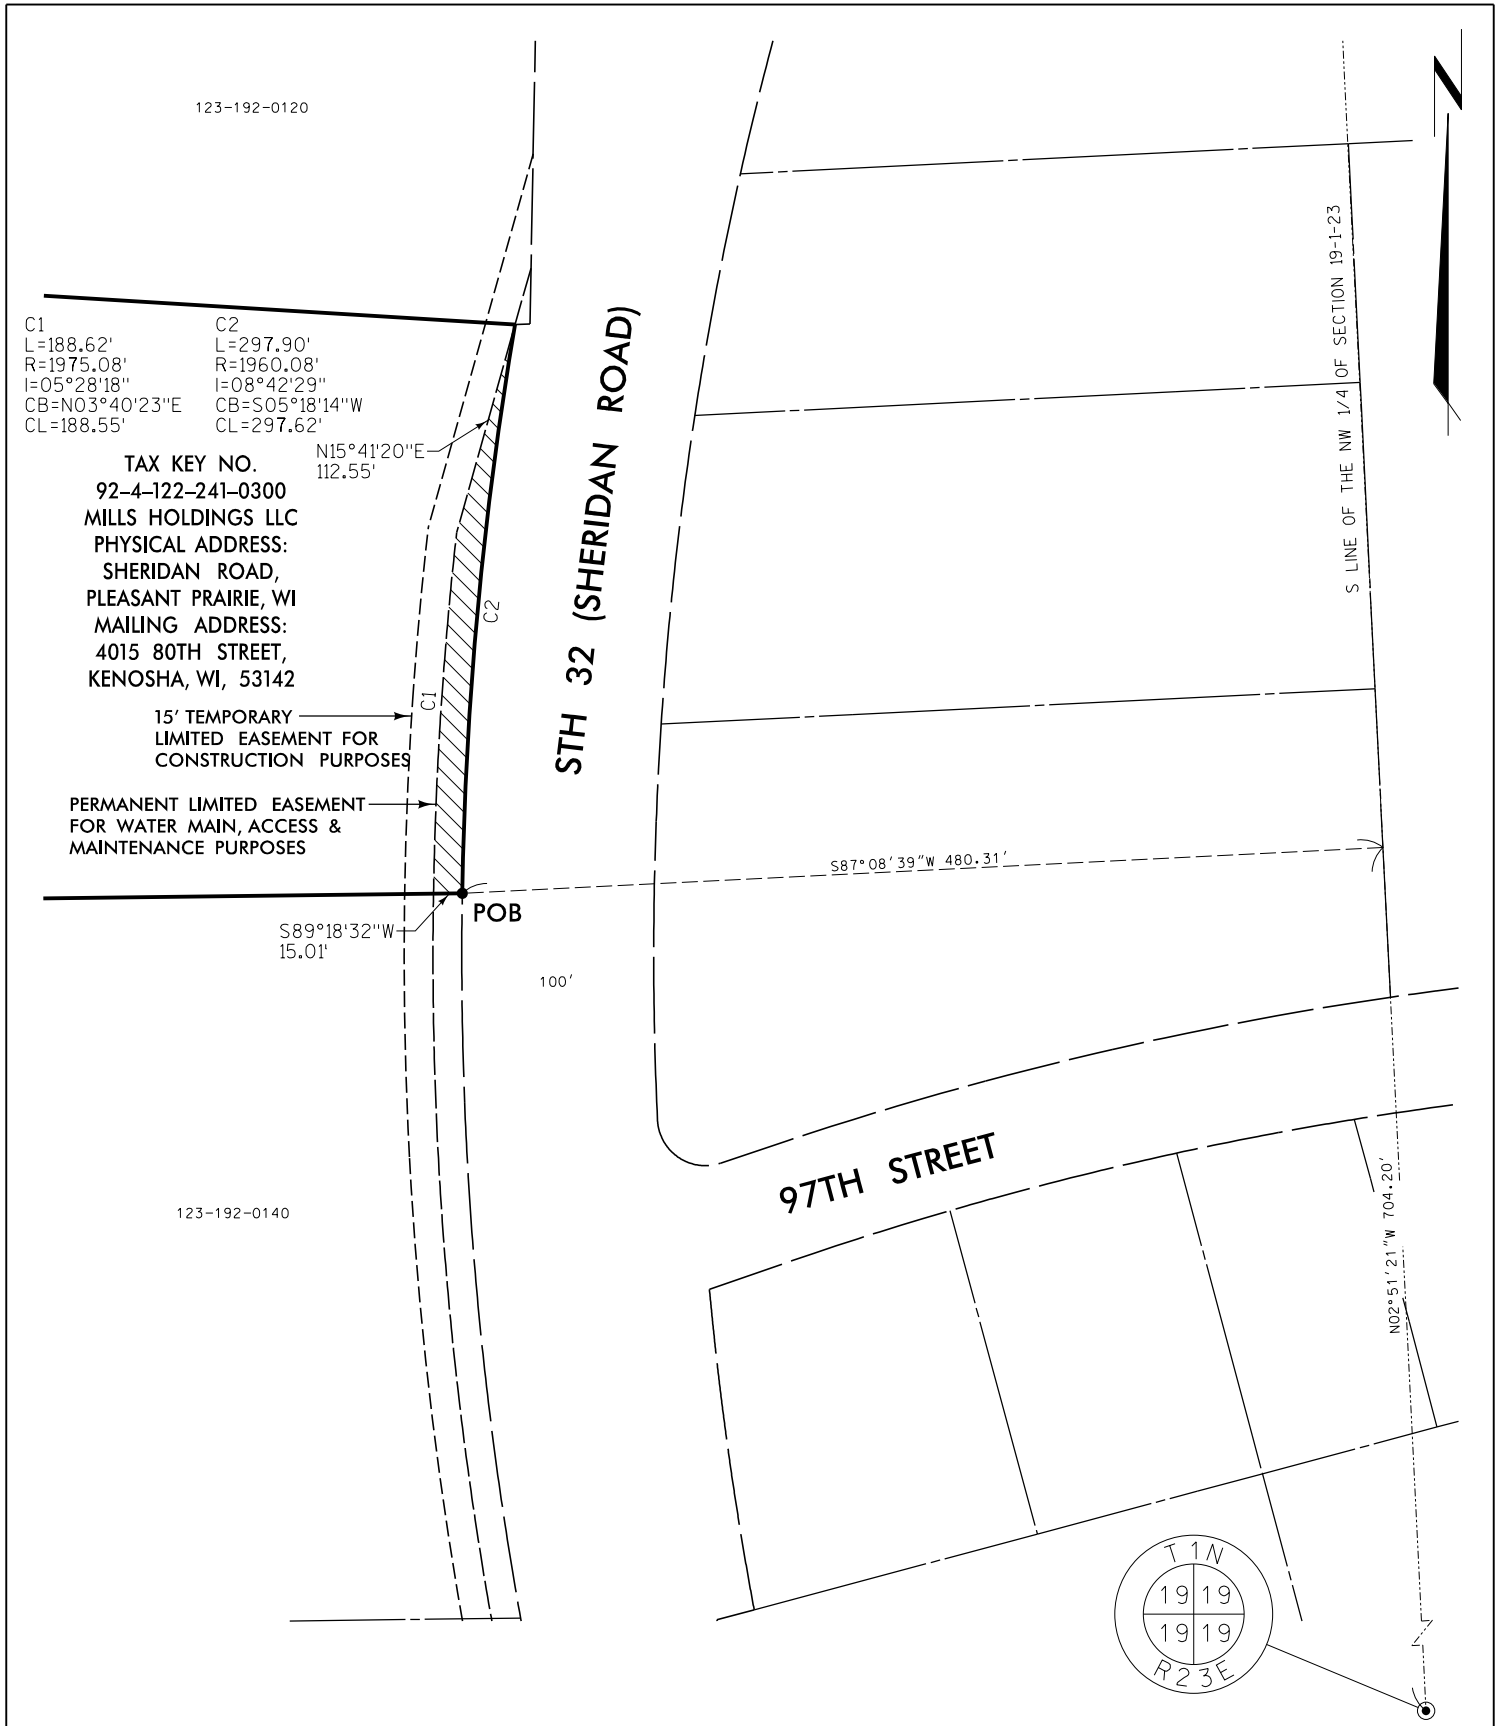 N
123-192-0120
S LINE OF THE NW 1/4 OF SECTION 19-1-23
C1
L=188.62'
R=1975.08'
I=05°28'18"
CB=N03°40'23"E
CL=188.55'
C2
L=297.90'
R=1960.08'
I=08°42'29"
CB=S05°18'14"W
CL=297.62'
N15°41'20"E
112.55'
TAX KEY NO.
92-4-122-241-0300
MILLS HOLDINGS LLC
PHYSICAL ADDRESS:
SHERIDAN ROAD,
PLEASANT PRAIRIE, WI
MAILING ADDRESS:
4015 80TH STREET,
KENOSHA, WI, 53142
STH 32 (SHERIDAN ROAD)
C2
C1
15' TEMPORARY
LIMITED EASEMENT FOR
CONSTRUCTION PURPOSES
PERMANENT LIMITED EASEMENT
FOR WATER MAIN, ACCESS &
MAINTENANCE PURPOSES
S87°08'39"W 480.31'
POB
S89°18'32"W
15.01'
100'
97TH STREET
123-192-0140
N02°51'21"W 704.20'
T1N
19 19
19 19
R23E